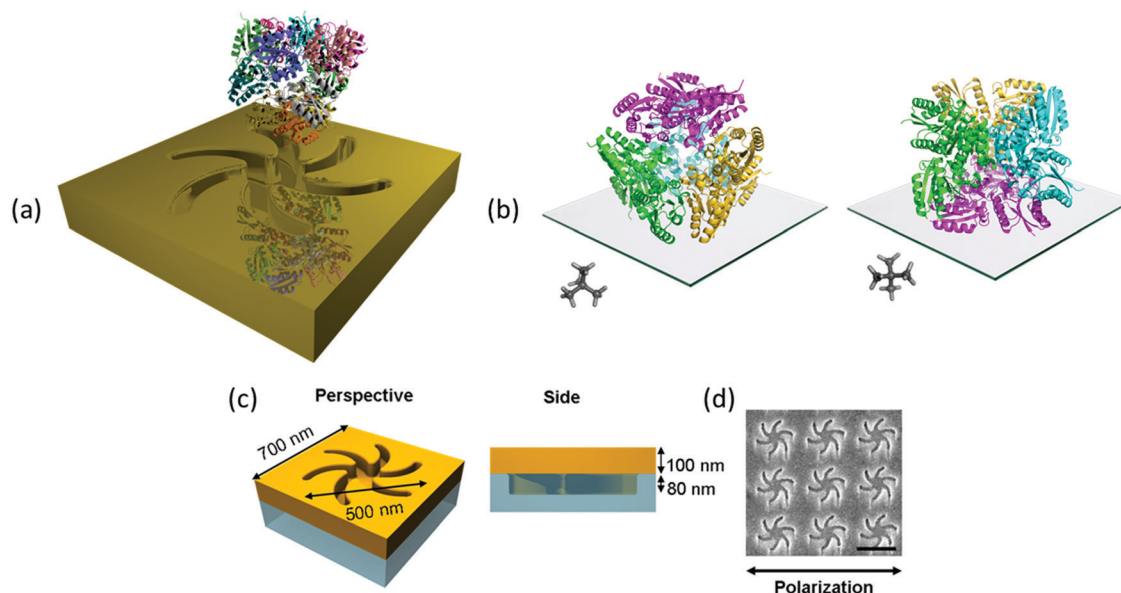 (a)
(b)
(c)
Perspective
700 nm
500 nm
Side
100 nm
80 nm
(d)
Polarization